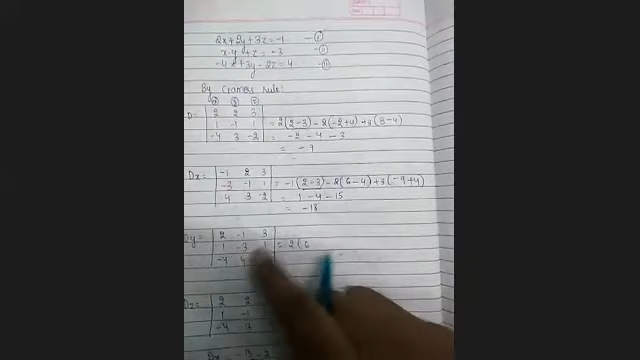 2x+2y+3z=-1 -(i)
x-y+z=-3 -(ii)
-4x+3y-2z=4 -(iii)
By Cramers rule:
D= | 2 2 3 |
| 1 -1 1 | = 2(2-3)-2(-2+4)+3(3-4)
| -4 3 -2 | = -2-4-3
= -9
Dx= | -1 2 3 |
| -3 -1 1 | = -1(2-3)-2(6-4)+3(-9+4)
| 4 3 -2 | = 1-4-15
= -18
Dy= | 2 -1 3 |
| 1 -3 1 | = 2(6
| -4 4
Dz= | 2 2
| 1 -1
| -4 3